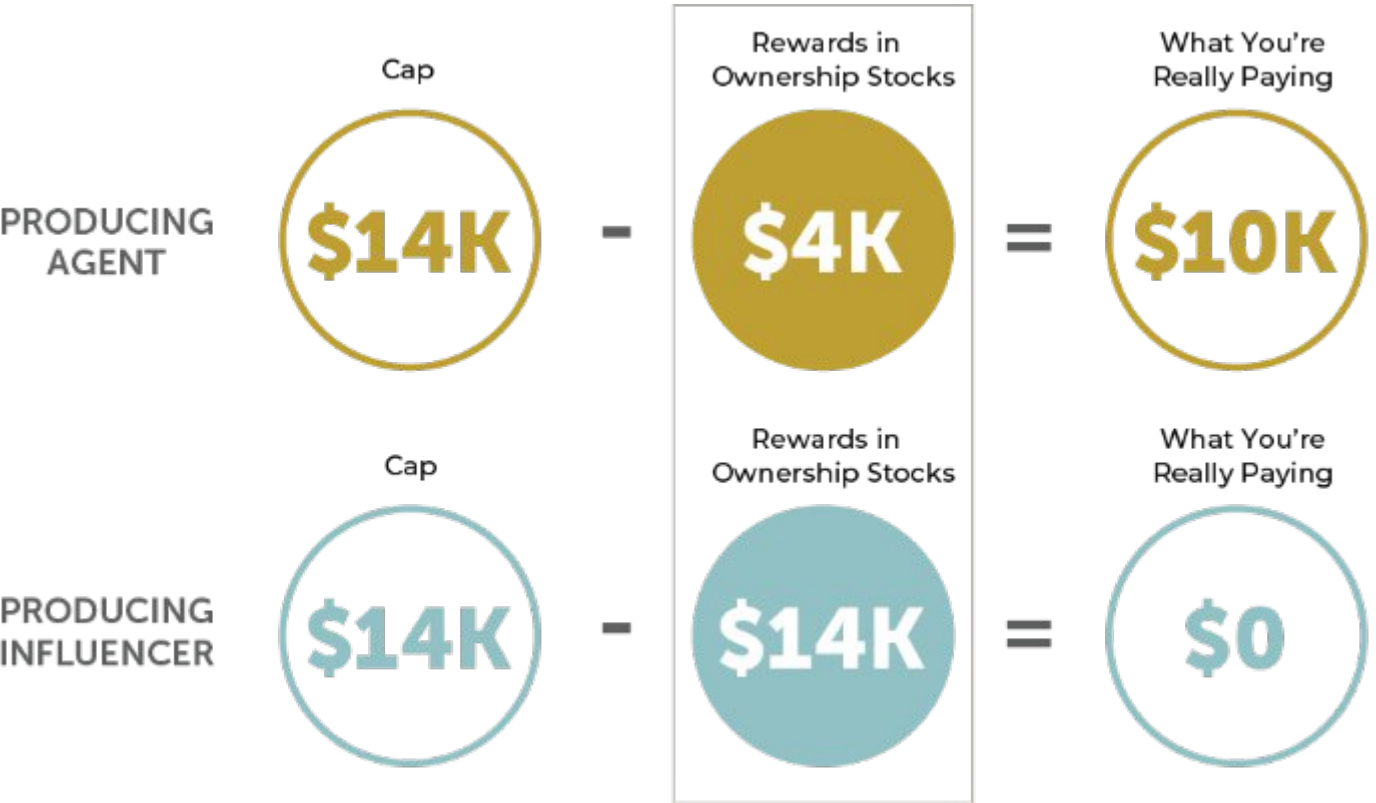 Cap
Rewards in
Ownership Stocks
What You're
Really Paying
PRODUCING
AGENT
$14K - $4K = $10K
Cap
Rewards in
Ownership Stocks
What You're
Really Paying
PRODUCING
INFLUENCER
$14K - $14K = $0